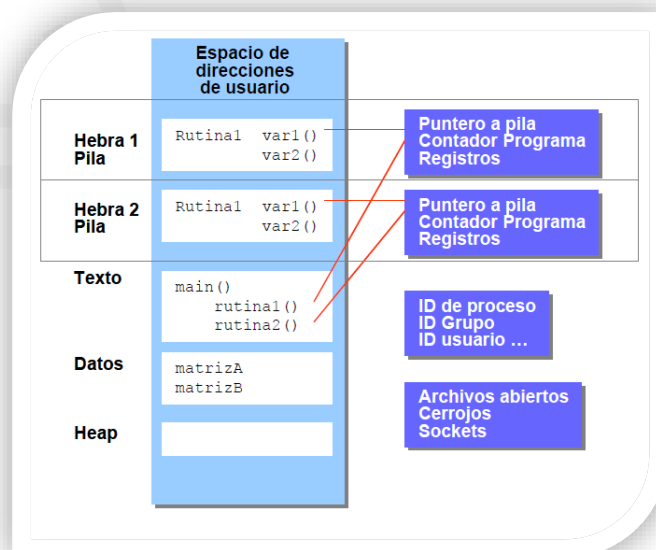 Espacio de
direcciones
de usuario
Hebra 1
Pila
Rutina1 var1()
var2()
Puntero a pila
Contador Programa
Registros
Hebra 2
Pila
Rutina1 var1()
var2()
Puntero a pila
Contador Programa
Registros
Texto
main()
rutina1()
rutina2()
ID de proceso
ID Grupo
ID usuario ...
Datos
matrizA
matrizB
Archivos abiertos
Cerrojos
Sockets
Heap